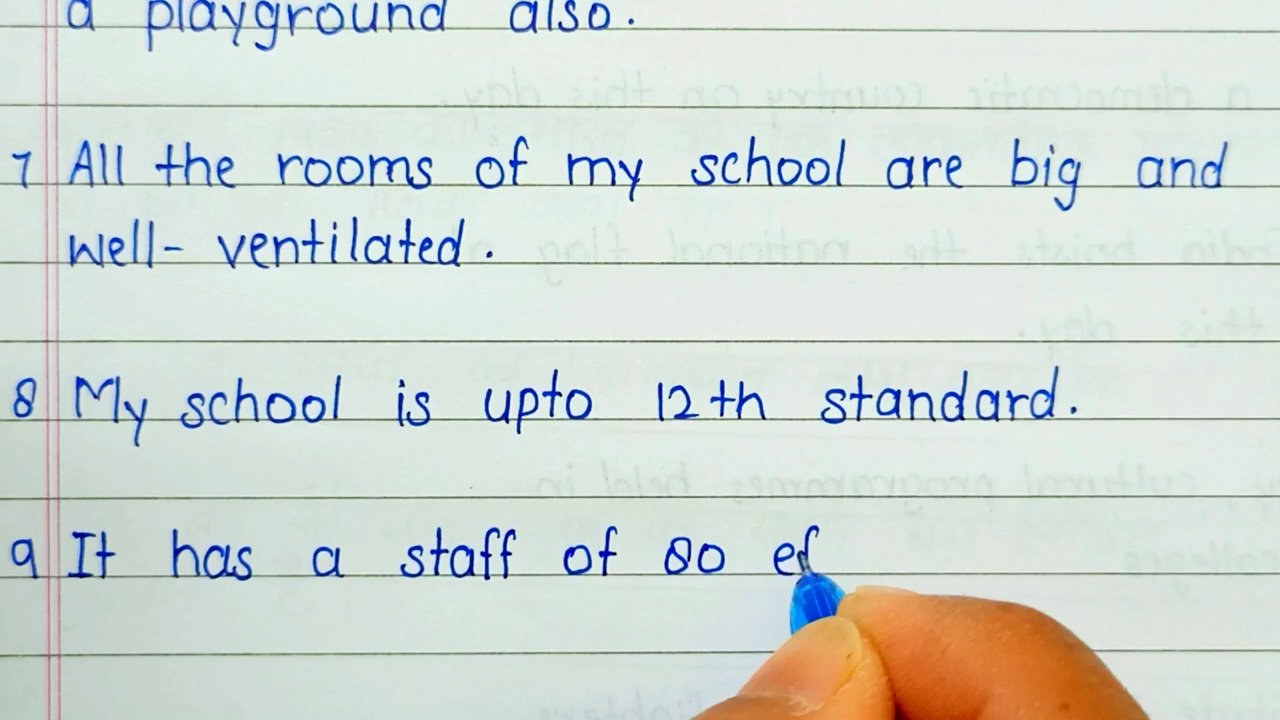 a playground also.
7 All the rooms of my school are big and
well- ventilated.
8 My school is upto 12th standard.
9 It has a staff of 80 ef